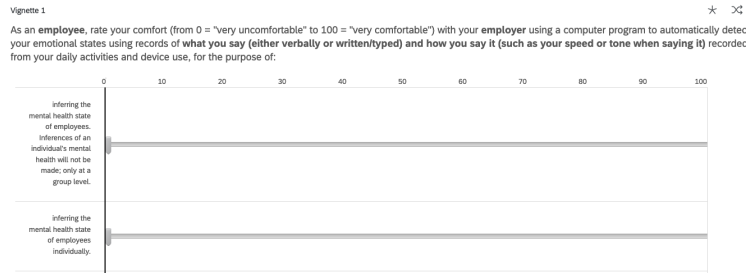 Vignette 1
As an employee, rate your comfort (from 0 = "very uncomfortable" to 100 = "very comfortable") with your employer using a computer program to automatically detec
your emotional states using records of what you say (either verbally or written/typed) and how you say it (such as your speed or tone when saying it) recorded
from your daily activities and device use, for the purpose of:
0 10 20 30 40 50 60 70 80 90 100
inferring the
mental health state
of employees.
Inferences of an
individual's mental
health will not be
made; only at a
group level.
inferring the
mental health state
of employees
individually.